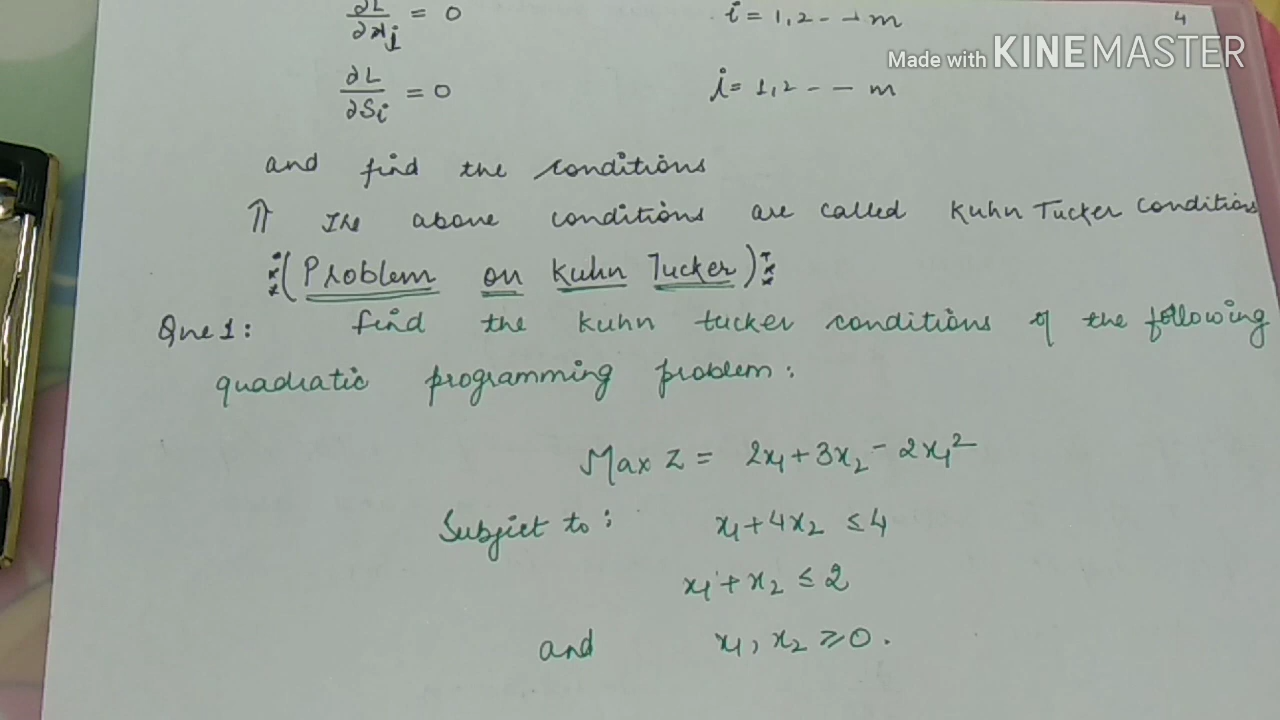 ∂L/∂xj = 0 i = 1,2 - - m
4
Made with KINEMASTER
∂L/∂Si = 0 i = 1,2 - - m
and find the conditions
⇑ The above conditions are called Kuhn Tucker Conditions
(Problem on Kuhn Tucker)
Que 1: find the kuhn tucker conditions of the following
quadratic programming problem:
Max Z = 2x₁ + 3x₂ - 2x₁²
Subject to: x₁ + 4x₂ ≤ 4
x₁ + x₂ ≤ 2
and x₁, x₂ ≥ 0.